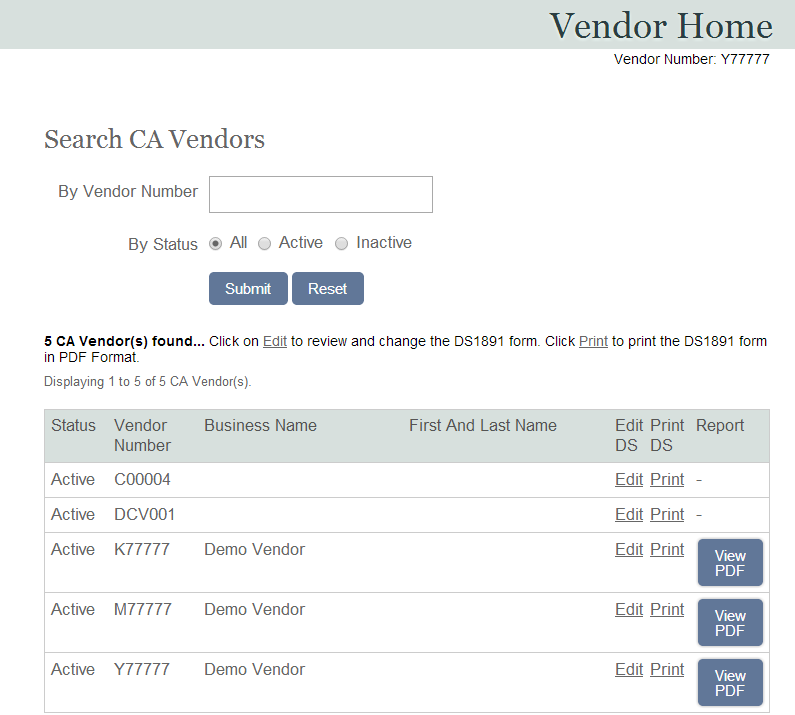 Vendor Home
Vendor Number: Y77777
Search CA Vendors
By Vendor Number
By Status All Active Inactive
Submit Reset
5 CA Vendor(s) found... Click on Edit to review and change the DS1891 form. Click Print to print the DS1891 form
in PDF Format.
Displaying 1 to 5 of 5 CA Vendor(s).
Status Vendor Number Business Name First And Last Name Edit DS Print DS Report
Active C00004 Edit Print -
Active DCV001 Edit Print -
Active K77777 Demo Vendor Edit Print View PDF
Active M77777 Demo Vendor Edit Print View PDF
Active Y77777 Demo Vendor Edit Print View PDF